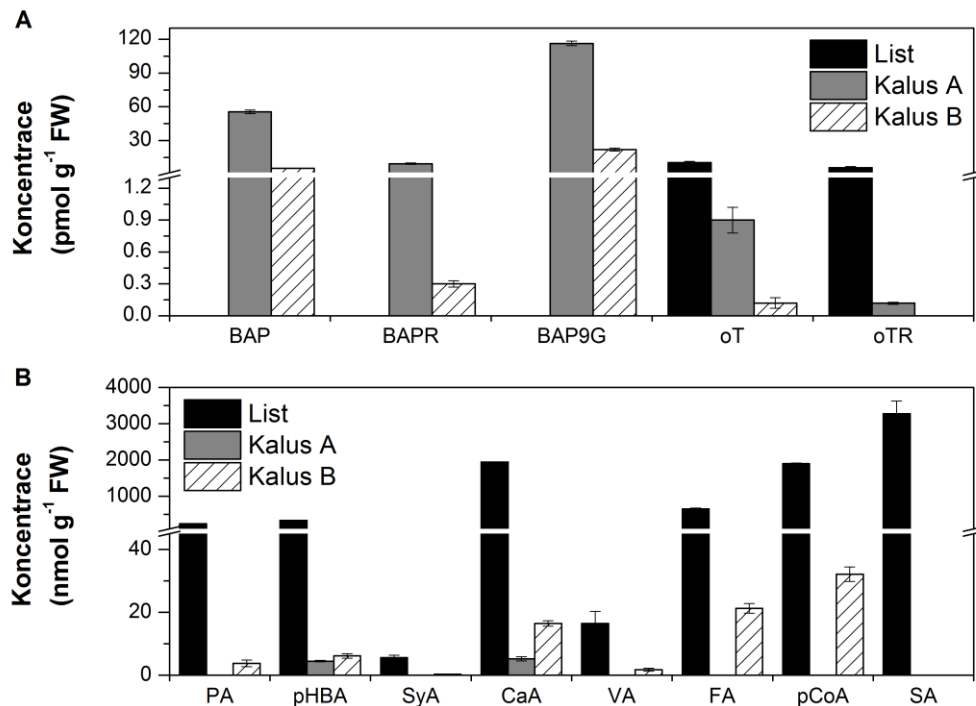 A
Koncentrace
(pmol g⁻¹ FW)
120
90
60
30
1.2
0.9
0.6
0.3
0.0
List
Kalus A
Kalus B
BAP BAPR BAP9G oT oTR
B
Koncentrace
(nmol g⁻¹ FW)
4000
3000
2000
1000
40
20
0
List
Kalus A
Kalus B
PA pHBA SyA CaA VA FA pCoA SA